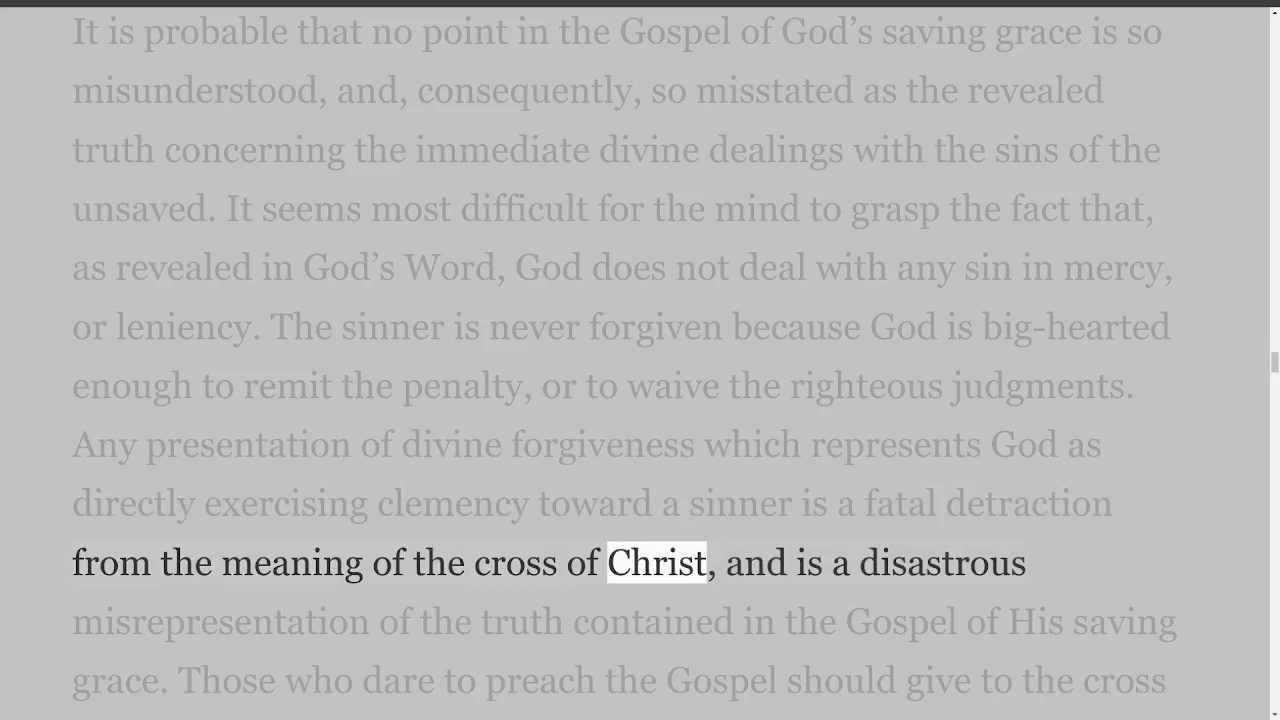 It is probable that no point in the Gospel of God’s saving grace is so
misunderstood, and, consequently, so misstated as the revealed
truth concerning the immediate divine dealings with the sins of the
unsaved. It seems most difficult for the mind to grasp the fact that,
as revealed in God’s Word, God does not deal with any sin in mercy,
or leniency. The sinner is never forgiven because God is big-hearted
enough to remit the penalty, or to waive the righteous judgments.
Any presentation of divine forgiveness which represents God as
directly exercising clemency toward a sinner is a fatal detraction
from the meaning of the cross of Christ, and is a disastrous
misrepresentation of the truth contained in the Gospel of His saving
grace. Those who dare to preach the Gospel should give to the cross